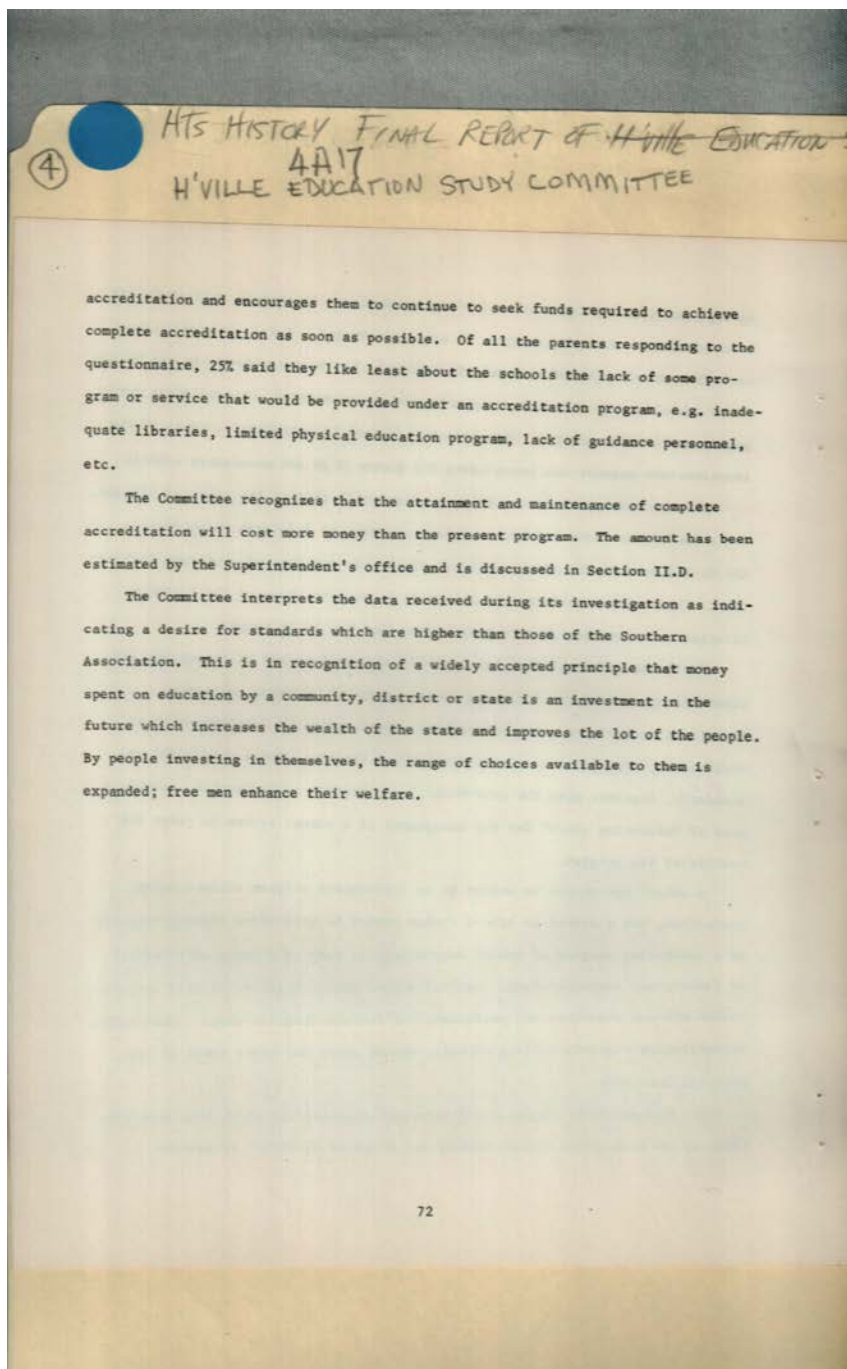 HTS HISTORY FINAL REPORT OF H'VILLE EDUCATION
4A17
④
H'VILLE EDUCATION STUDY COMMITTEE
accreditation and encourages them to continue to seek funds required to achieve
complete accreditation as soon as possible. Of all the parents responding to the
questionnaire, 25% said they like least about the schools the lack of some pro-
gram or service that would be provided under an accreditation program, e.g. inade-
quate libraries, limited physical education program, lack of guidance personnel,
etc.
The Committee recognizes that the attainment and maintenance of complete
accreditation will cost more money than the present program. The amount has been
estimated by the Superintendent's office and is discussed in Section II.D.
The Committee interprets the data received during its investigation as indi-
cating a desire for standards which are higher than those of the Southern
Association. This is in recognition of a widely accepted principle that money
spent on education by a community, district or state is an investment in the
future which increases the wealth of the state and improves the lot of the people.
By people investing in themselves, the range of choices available to them is
expanded; free men enhance their welfare.
72